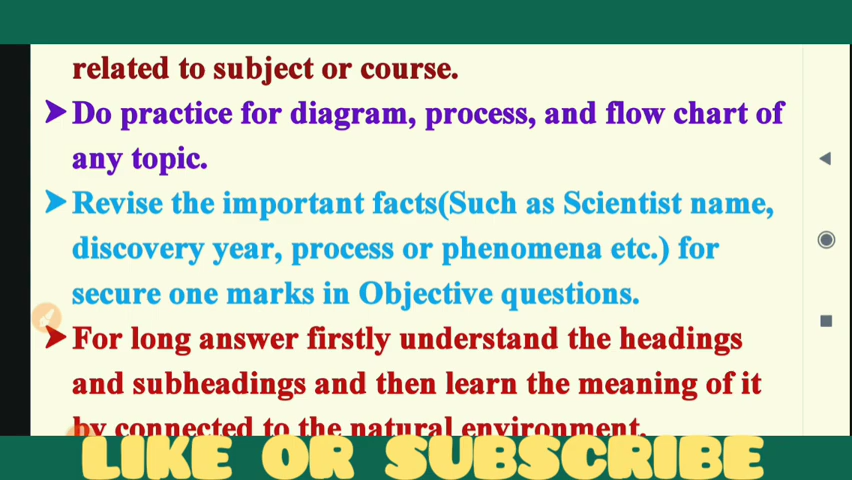 related to subject or course.
➤Do practice for diagram, process, and flow chart of
any topic.
➤Revise the important facts(Such as Scientist name,
discovery year, process or phenomena etc.) for
secure one marks in Objective questions.
➤For long answer firstly understand the headings
and subheadings and then learn the meaning of it
by connected to the natural environment.
LIKE OR SUBSCRIBE